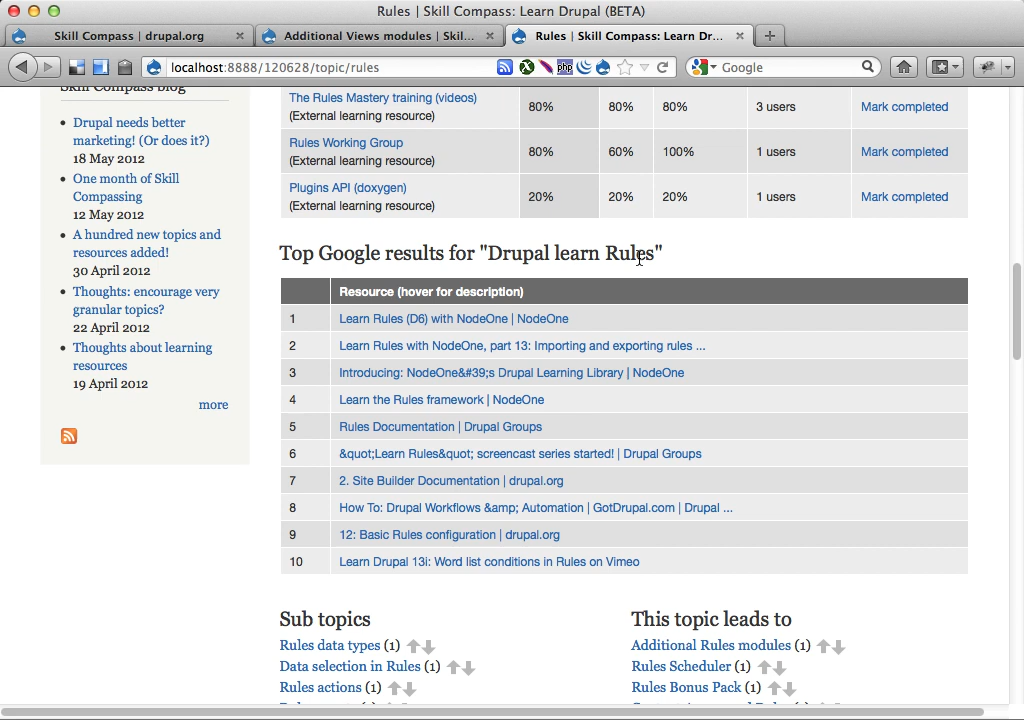 Rules | Skill Compass: Learn Drupal (BETA)
Skill Compass | drupal.org
Additional Views modules | Skil...
Rules | Skill Compass: Learn Dr...
localhost:8888/120628/topic/rules
php
Google
Skill Compass blog
Drupal needs better
marketing! (Or does it?)
18 May 2012
One month of Skill
Compassing
12 May 2012
A hundred new topics and
resources added!
30 April 2012
Thoughts: encourage very
granular topics?
22 April 2012
Thoughts about learning
resources
19 April 2012
more
The Rules Mastery training (videos)
(External learning resource)
80% 80% 80% 3 users Mark completed
Rules Working Group
(External learning resource)
80% 60% 100% 1 users Mark completed
Plugins API (doxygen)
(External learning resource)
20% 20% 20% 1 users Mark completed
Top Google results for "Drupal learn Rules"
Resource (hover for description)
1 Learn Rules (D6) with NodeOne | NodeOne
2 Learn Rules with NodeOne, part 13: Importing and exporting rules ...
3 Introducing: NodeOne&#39;s Drupal Learning Library | NodeOne
4 Learn the Rules framework | NodeOne
5 Rules Documentation | Drupal Groups
6 &quot;Learn Rules&quot; screencast series started! | Drupal Groups
7 2. Site Builder Documentation | drupal.org
8 How To: Drupal Workflows &amp; Automation | GotDrupal.com | Drupal ...
9 12: Basic Rules configuration | drupal.org
10 Learn Drupal 13i: Word list conditions in Rules on Vimeo
Sub topics
Rules data types (1)
Data selection in Rules (1)
Rules actions (1)
This topic leads to
Additional Rules modules (1)
Rules Scheduler (1)
Rules Bonus Pack (1)